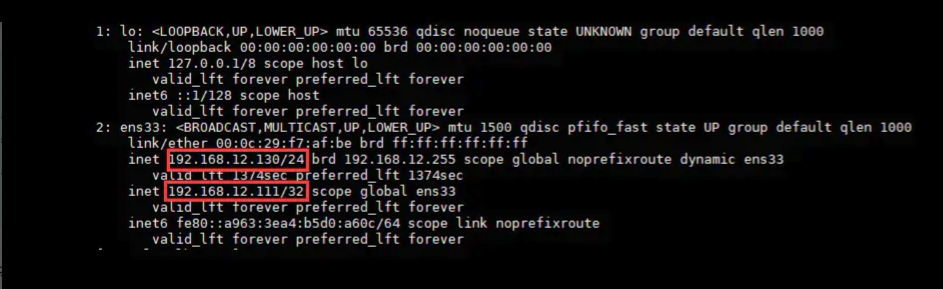 1: lo: <LOOPBACK,UP,LOWER_UP> mtu 65536 qdisc noqueue state UNKNOWN group default qlen 1000
link/loopback 00:00:00:00:00:00 brd 00:00:00:00:00:00
inet 127.0.0.1/8 scope host lo
valid_lft forever preferred_lft forever
inet6 ::1/128 scope host
valid_lft forever preferred_lft forever
2: ens33: <BROADCAST,MULTICAST,UP,LOWER_UP> mtu 1500 qdisc pfifo_fast state UP group default qlen 1000
link/ether 00:0c:29:f7:af:be brd ff:ff:ff:ff:ff:ff
inet 192.168.12.130/24 brd 192.168.12.255 scope global noprefixroute dynamic ens33
valid_lft 1374sec preferred_lft 1374sec
inet 192.168.12.111/32 scope global ens33
valid_lft forever preferred_lft forever
inet6 fe80::a963:3ea4:b5d0:a60c/64 scope link noprefixroute
valid_lft forever preferred_lft forever